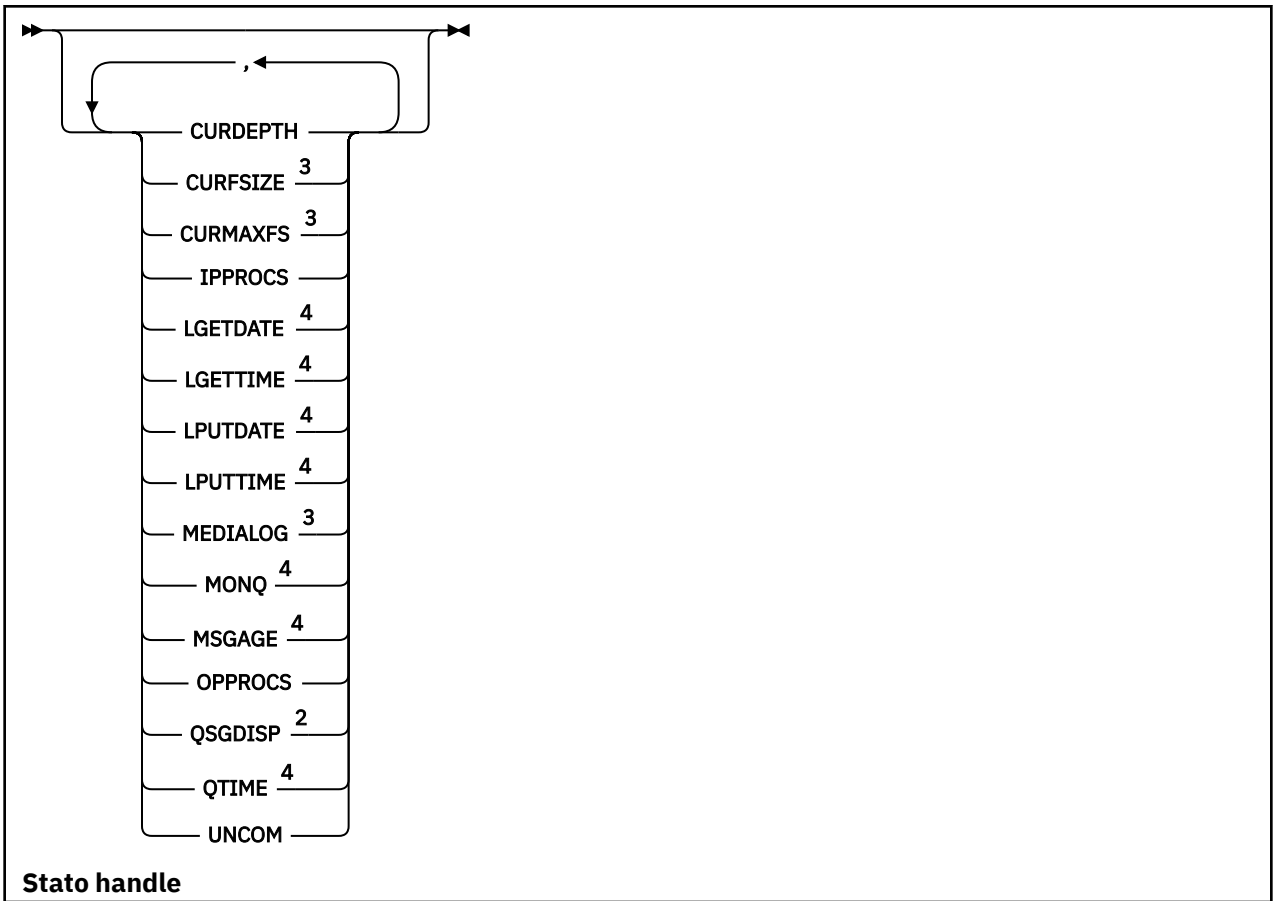 ,
CURDEPTH
CURFSIZE 3
CURMAXFS 3
IPPROCS
LGETDATE 4
LGETTIME 4
LPUTDATE 4
LPUTTIME 4
MEDIALOG 3
MONQ 4
MSGAGE 4
OPPROCS
QSGDISP 2
QTIME 4
UNCOM
Stato handle